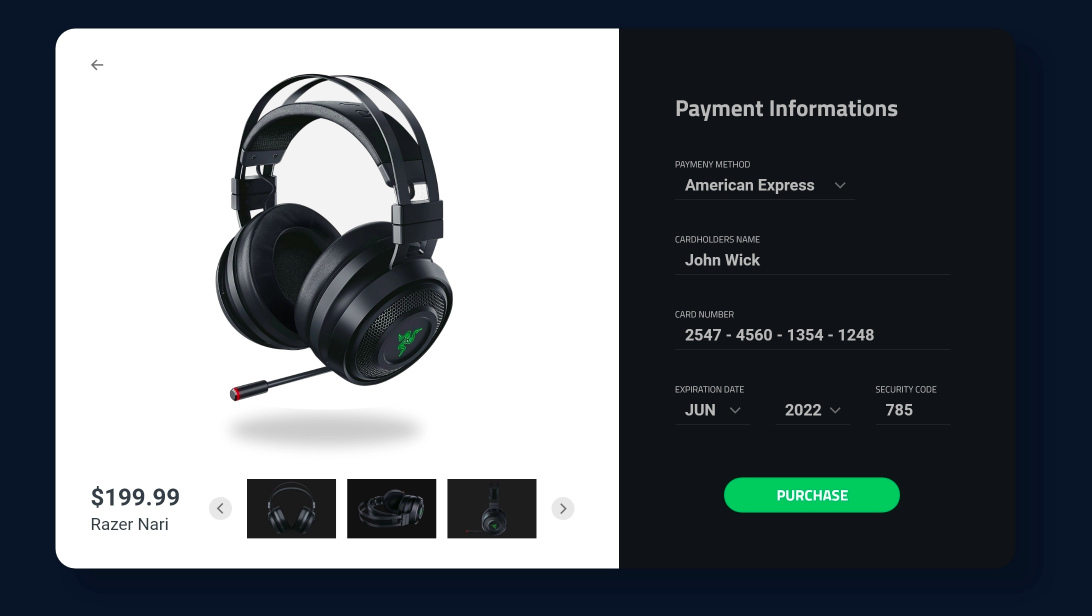 $199.99
Razer Nari
Payment Informations
PAYMENY METHOD
American Express
CARDHOLDERS NAME
John Wick
CARD NUMBER
2547 - 4560 - 1354 - 1248
EXPIRATION DATE SECURITY CODE
JUN 2022 785
PURCHASE